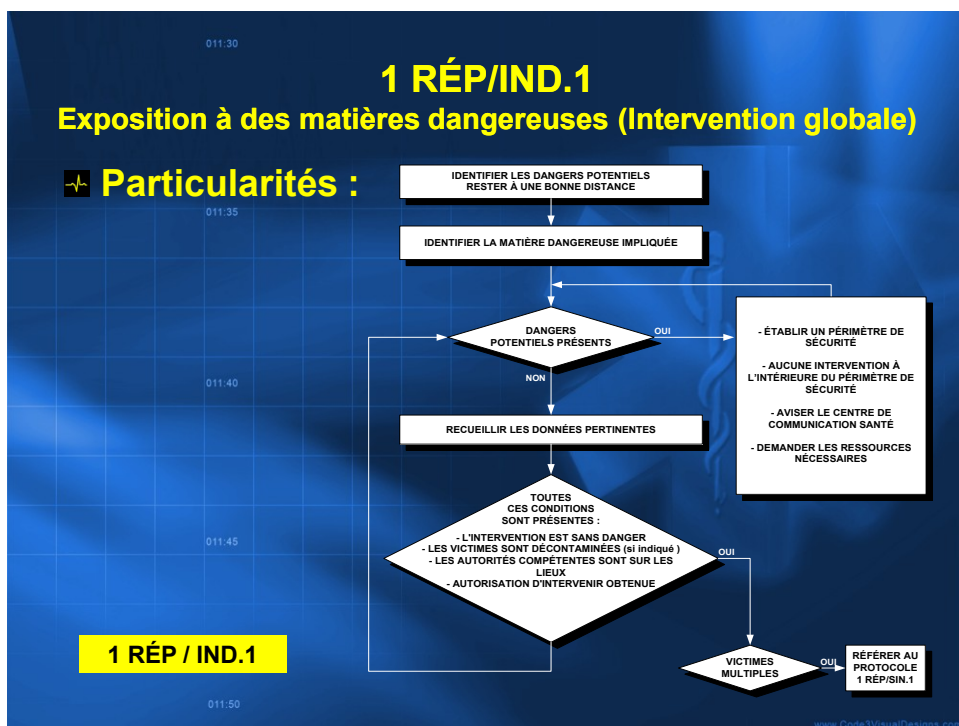 011:30
1 RÉP/IND.1
Exposition à des matières dangereuses (Intervention globale)
Particularités :
011:35
IDENTIFIER LES DANGERS POTENTIELS
RESTER À UNE BONNE DISTANCE
IDENTIFIER LA MATIÈRE DANGEREUSE IMPLIQUÉE
DANGERS
POTENTIELS PRÉSENTS
OUI
- ÉTABLIR UN PÉRIMÈTRE DE
SÉCURITÉ
- AUCUNE INTERVENTION À
L'INTÉRIEURE DU PÉRIMÈTRE DE
SÉCURITÉ
- AVISER LE CENTRE DE
COMMUNICATION SANTÉ
- DEMANDER LES RESSOURCES
NÉCESSAIRES
NON
011:40
RECUEILLIR LES DONNÉES PERTINENTES
TOUTES
CES CONDITIONS
SONT PRÉSENTES :
- L'INTERVENTION EST SANS DANGER
- LES VICTIMES SONT DÉCONTAMINÉES (si indiqué )
- LES AUTORITÉS COMPÉTENTES SONT SUR LES
LIEUX
- AUTORISATION D'INTERVENIR OBTENUE
OUI
011:45
1 RÉP / IND.1
VICTIMES
MULTIPLES
OUI
RÉFÉRER AU
PROTOCOLE
1 RÉP/SIN.1
011:50
www.Code3VisualDesigns.com